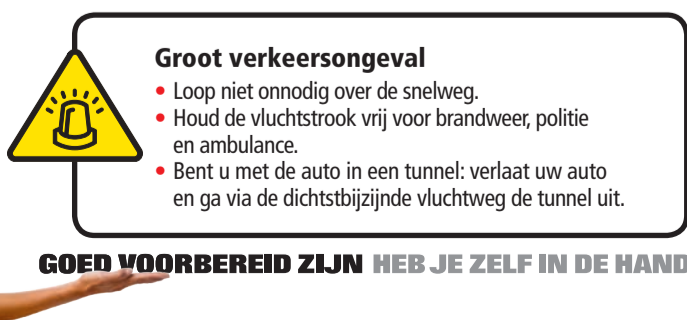 Groot verkeersongeval
• Loop niet onnodig over de snelweg.
• Houd de vluchtstrook vrij voor brandweer, politie
en ambulance.
• Bent u met de auto in een tunnel: verlaat uw auto
en ga via de dichtstbijzijnde vluchtweg de tunnel uit.
GOED VOORBEREID ZIJN HEB JE ZELF IN DE HAND